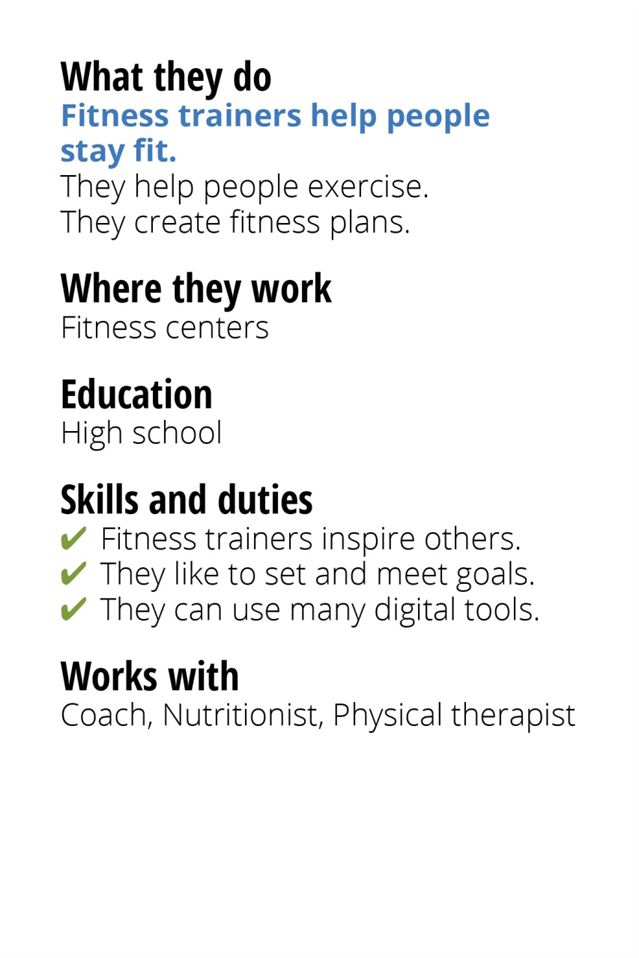 What they do
Fitness trainers help people
stay fit.
They help people exercise.
They create fitness plans.
Where they work
Fitness centers
Education
High school
Skills and duties
✔ Fitness trainers inspire others.
✔ They like to set and meet goals.
✔ They can use many digital tools.
Works with
Coach, Nutritionist, Physical therapist